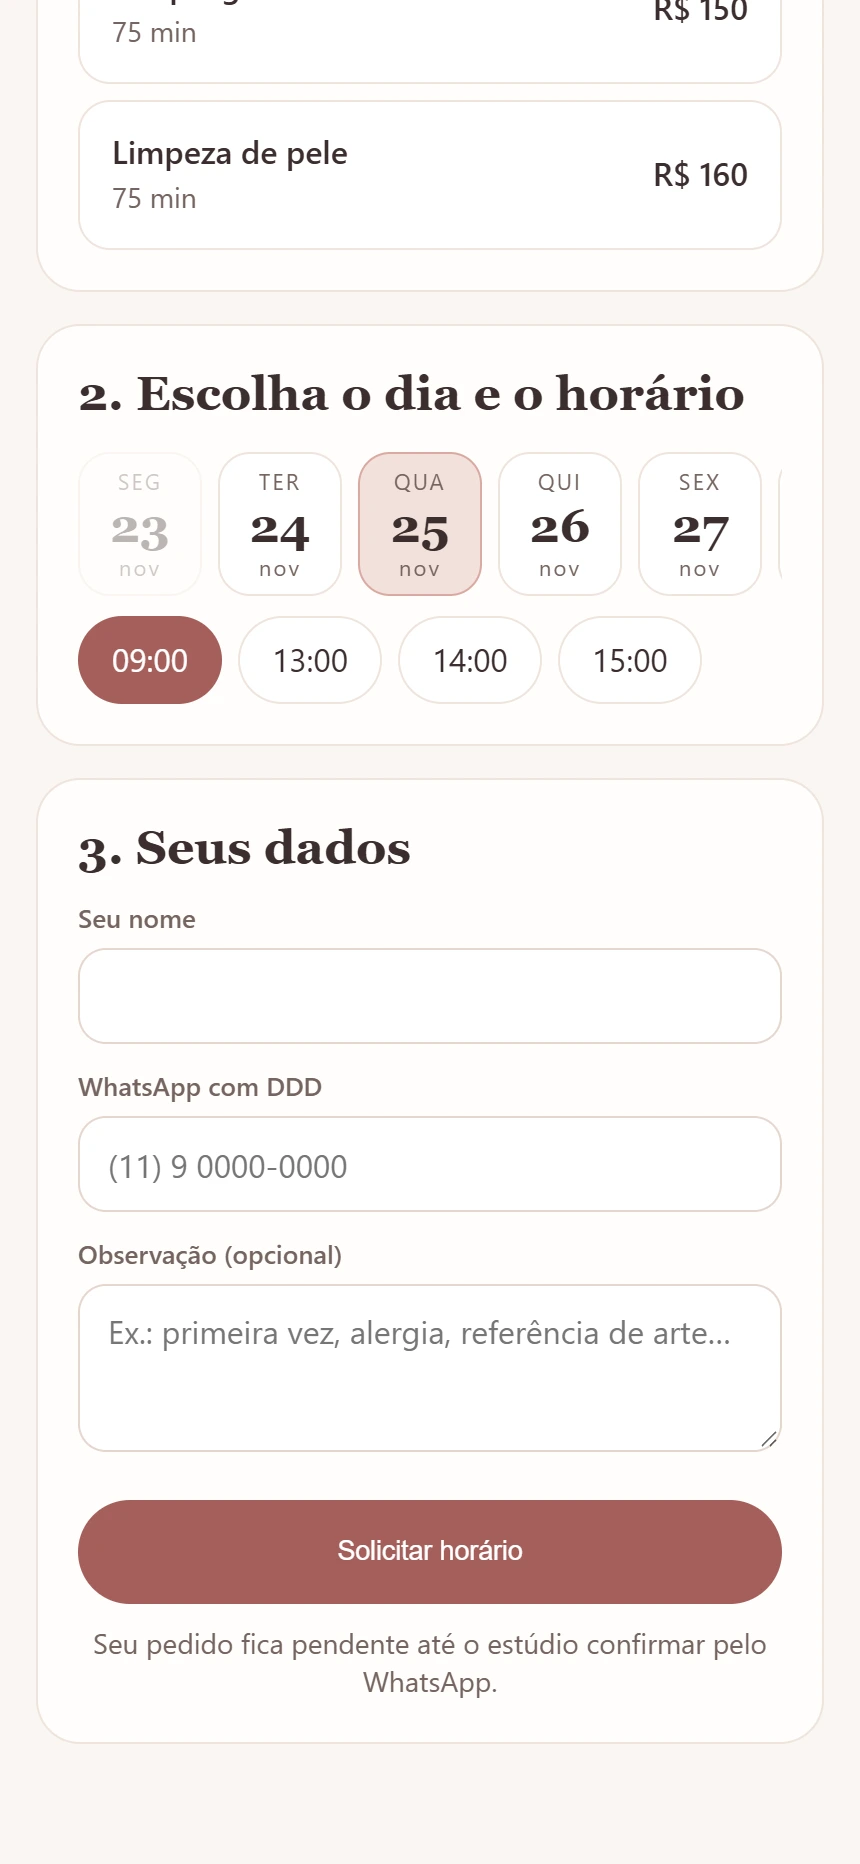 R$ 150
75 min
Limpeza de pele
75 min
R$ 160
2. Escolha o dia e o horário
SEG
23
nov
TER
24
nov
QUA
25
nov
QUI
26
nov
SEX
27
nov
09:00
13:00
14:00
15:00
3. Seus dados
Seu nome
WhatsApp com DDD
(11) 9 0000-0000
Observação (opcional)
Ex.: primeira vez, alergia, referência de arte...
Solicitar horário
Seu pedido fica pendente até o estúdio confirmar pelo
WhatsApp.